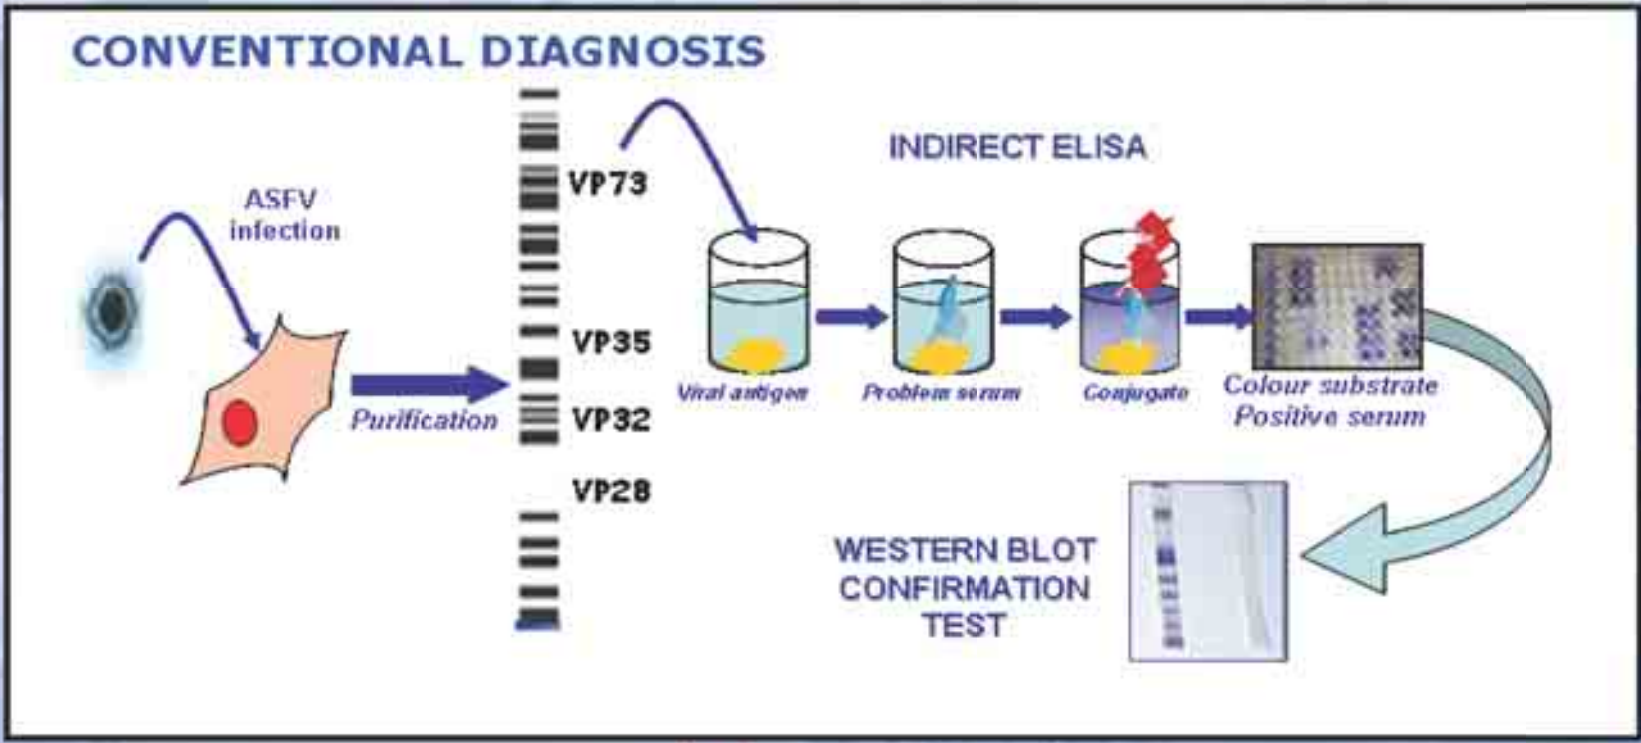 CONVENTIONAL DIAGNOSIS
ASFV
infection
Purification
VP73
VP35
VP32
VP28
INDIRECT ELISA
Viral antigen
Problem serum
Conjugate
Colour substrate
Positive serum
WESTERN BLOT
CONFIRMATION
TEST